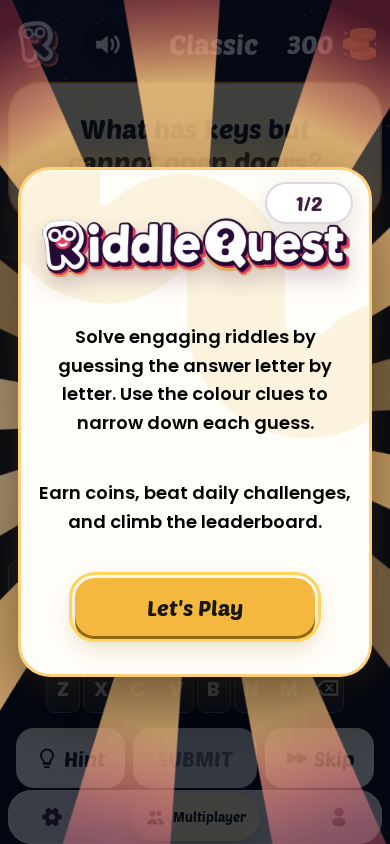 R
Classic
300
What has keys but
cannot open doors?
1/2
Riddle Quest
Solve engaging riddles by
guessing the answer letter by
letter. Use the colour clues to
narrow down each guess.
Earn coins, beat daily challenges,
and climb the leaderboard.
Let's Play
Z X C V B N M
Hint SUBMIT Skip
Multiplayer